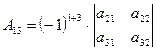 A₁₃ = (−1)^{1+3} · |a₂₁ a₂₂|
|a₃₁ a₃₂|